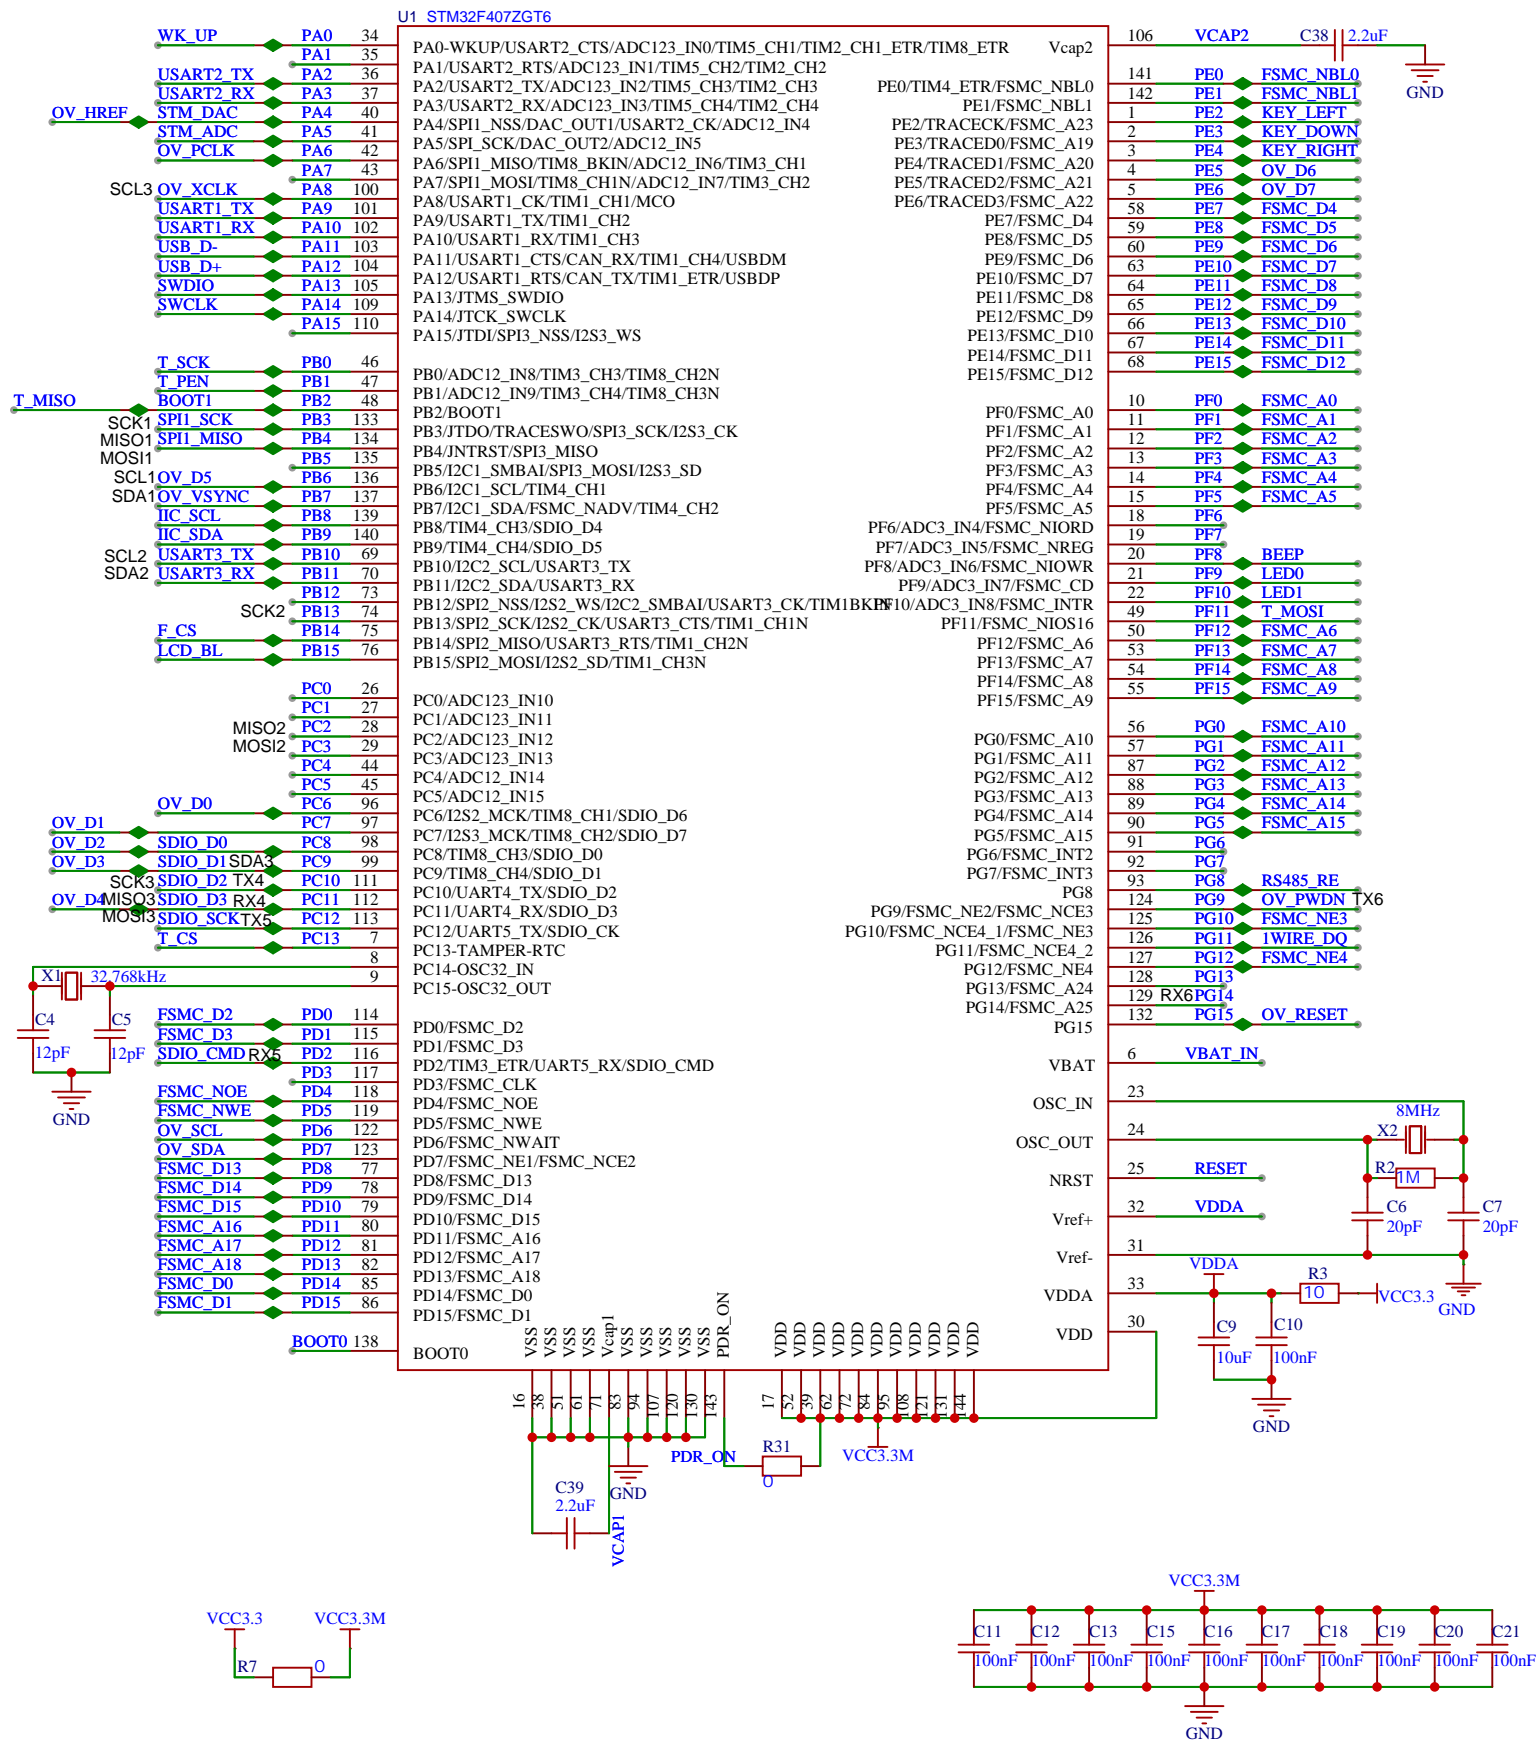 U1 STM32F407ZGT6
WK_UP PA0 34 PA0-WKUP/USART2_CTS/ADC123_IN0/TIM5_CH1/TIM2_CH1_ETR/TIM8_ETR
PA1 35 PA1/USART2_RTS/ADC123_IN1/TIM5_CH2/TIM2_CH2
USART2_TX PA2 36 PA2/USART2_TX/ADC123_IN2/TIM5_CH3/TIM2_CH3
USART2_RX PA3 37 PA3/USART2_RX/ADC123_IN3/TIM5_CH4/TIM2_CH4
OV_HREF STM_DAC PA4 40 PA4/SPI1_NSS/DAC_OUT1/USART2_CK/ADC12_IN4
STM_ADC PA5 41 PA5/SPI_SCK/DAC_OUT2/ADC12_IN5
OV_PCLK PA6 42 PA6/SPI1_MISO/TIM8_BKIN/ADC12_IN6/TIM3_CH1
PA7 43 PA7/SPI1_MOSI/TIM8_CH1N/ADC12_IN7/TIM3_CH2
SCL3 OV_XCLK PA8 100 PA8/USART1_CK/TIM1_CH1/MCO
USART1_TX PA9 101 PA9/USART1_TX/TIM1_CH2
USART1_RX PA10 102 PA10/USART1_RX/TIM1_CH3
USB_D- PA11 103 PA11/USART1_CTS/CAN_RX/TIM1_CH4/USBDM
USB_D+ PA12 104 PA12/USART1_RTS/CAN_TX/TIM1_ETR/USBDP
SWDIO PA13 105 PA13/JTMS_SWDIO
SWCLK PA14 109 PA14/JTCK_SWCLK
PA15 110 PA15/JTDI/SPI3_NSS/I2S3_WS
T_SCK PB0 46 PB0/ADC12_IN8/TIM3_CH3/TIM8_CH2N
T_PEN PB1 47 PB1/ADC12_IN9/TIM3_CH4/TIM8_CH3N
T_MISO BOOT1 PB2 48 PB2/BOOT1
SCK1 SPI1_SCK PB3 133 PB3/JTDO/TRACESWO/SPI3_SCK/I2S3_CK
MISO1 SPI1_MISO PB4 134 PB4/JNTRST/SPI3_MISO
MOSI1 PB5 135 PB5/I2C1_SMBAI/SPI3_MOSI/I2S3_SD
SCL1 OV_D5 PB6 136 PB6/I2C1_SCL/TIM4_CH1
SDA1 OV_VSYNC PB7 137 PB7/I2C1_SDA/FSMC_NADV/TIM4_CH2
IIC_SCL PB8 139 PB8/TIM4_CH3/SDIO_D4
IIC_SDA PB9 140 PB9/TIM4_CH4/SDIO_D5
SCL2 USART3_TX PB10 69 PB10/I2C2_SCL/USART3_TX
SDA2 USART3_RX PB11 70 PB11/I2C2_SDA/USART3_RX
PB12 73 PB12/SPI2_NSS/I2S2_WS/I2C2_SMBAI/USART3_CK/TIM1BKIN
SCK2 PB13 74 PB13/SPI2_SCK/I2S2_CK/USART3_CTS/TIM1_CH1N
F_CS PB14 75 PB14/SPI2_MISO/USART3_RTS/TIM1_CH2N
LCD_BL PB15 76 PB15/SPI2_MOSI/I2S2_SD/TIM1_CH3N
PC0 26 PC0/ADC123_IN10
PC1 27 PC1/ADC123_IN11
MISO2 PC2 28 PC2/ADC123_IN12
MOSI2 PC3 29 PC3/ADC123_IN13
PC4 44 PC4/ADC12_IN14
PC5 45 PC5/ADC12_IN15
OV_D0 PC6 96 PC6/I2S2_MCK/TIM8_CH1/SDIO_D6
OV_D1 PC7 97 PC7/I2S3_MCK/TIM8_CH2/SDIO_D7
OV_D2 SDIO_D0 PC8 98 PC8/TIM8_CH3/SDIO_D0
OV_D3 SDIO_D1 SDA3 PC9 99 PC9/TIM8_CH4/SDIO_D1
SCK3 SDIO_D2 TX4 PC10 111 PC10/UART4_TX/SDIO_D2
OV_D4 MISO3 SDIO_D3 RX4 PC11 112 PC11/UART4_RX/SDIO_D3
MOSI3 SDIO_SCK TX5 PC12 113 PC12/UART5_TX/SDIO_CK
T_CS PC13 7 PC13-TAMPER-RTC
8 PC14-OSC32_IN
9 PC15-OSC32_OUT
X1 32.768kHz
C4 12pF
C5 12pF
GND
FSMC_D2 PD0 114 PD0/FSMC_D2
FSMC_D3 PD1 115 PD1/FSMC_D3
SDIO_CMD RX5 PD2 116 PD2/TIM3_ETR/UART5_RX/SDIO_CMD
PD3 117 PD3/FSMC_CLK
FSMC_NOE PD4 118 PD4/FSMC_NOE
FSMC_NWE PD5 119 PD5/FSMC_NWE
OV_SCL PD6 122 PD6/FSMC_NWAIT
OV_SDA PD7 123 PD7/FSMC_NE1/FSMC_NCE2
FSMC_D13 PD8 77 PD8/FSMC_D13
FSMC_D14 PD9 78 PD9/FSMC_D14
FSMC_D15 PD10 79 PD10/FSMC_D15
FSMC_A16 PD11 80 PD11/FSMC_A16
FSMC_A17 PD12 81 PD12/FSMC_A17
FSMC_A18 PD13 82 PD13/FSMC_A18
FSMC_D0 PD14 85 PD14/FSMC_D0
FSMC_D1 PD15 86 PD15/FSMC_D1
BOOT0 138 BOOT0
Vcap2 106 VCAP2 C38 2.2uF
GND
PE0/TIM4_ETR/FSMC_NBL0 141 PE0 FSMC_NBL0
PE1/FSMC_NBL1 142 PE1 FSMC_NBL1
PE2/TRACECK/FSMC_A23 1 PE2 KEY_LEFT
PE3/TRACED0/FSMC_A19 2 PE3 KEY_DOWN
PE4/TRACED1/FSMC_A20 3 PE4 KEY_RIGHT
PE5/TRACED2/FSMC_A21 4 PE5 OV_D6
PE6/TRACED3/FSMC_A22 5 PE6 OV_D7
PE7/FSMC_D4 58 PE7 FSMC_D4
PE8/FSMC_D5 59 PE8 FSMC_D5
PE9/FSMC_D6 60 PE9 FSMC_D6
PE10/FSMC_D7 63 PE10 FSMC_D7
PE11/FSMC_D8 64 PE11 FSMC_D8
PE12/FSMC_D9 65 PE12 FSMC_D9
PE13/FSMC_D10 66 PE13 FSMC_D10
PE14/FSMC_D11 67 PE14 FSMC_D11
PE15/FSMC_D12 68 PE15 FSMC_D12
PF0/FSMC_A0 10 PF0 FSMC_A0
PF1/FSMC_A1 11 PF1 FSMC_A1
PF2/FSMC_A2 12 PF2 FSMC_A2
PF3/FSMC_A3 13 PF3 FSMC_A3
PF4/FSMC_A4 14 PF4 FSMC_A4
PF5/FSMC_A5 15 PF5 FSMC_A5
PF6/ADC3_IN4/FSMC_NIORD 18 PF6
PF7/ADC3_IN5/FSMC_NREG 19 PF7
PF8/ADC3_IN6/FSMC_NIOWR 20 PF8 BEEP
PF9/ADC3_IN7/FSMC_CD 21 PF9 LED0
PF10/ADC3_IN8/FSMC_INTR 22 PF10 LED1
PF11/FSMC_NIOS16 49 PF11 T_MOSI
PF12/FSMC_A6 50 PF12 FSMC_A6
PF13/FSMC_A7 53 PF13 FSMC_A7
PF14/FSMC_A8 54 PF14 FSMC_A8
PF15/FSMC_A9 55 PF15 FSMC_A9
PG0/FSMC_A10 56 PG0 FSMC_A10
PG1/FSMC_A11 57 PG1 FSMC_A11
PG2/FSMC_A12 87 PG2 FSMC_A12
PG3/FSMC_A13 88 PG3 FSMC_A13
PG4/FSMC_A14 89 PG4 FSMC_A14
PG5/FSMC_A15 90 PG5 FSMC_A15
PG6/FSMC_INT2 91 PG6
PG7/FSMC_INT3 92 PG7
PG8 93 PG8 RS485_RE
PG9/FSMC_NE2/FSMC_NCE3 124 PG9 OV_PWDN TX6
PG10/FSMC_NCE4_1/FSMC_NE3 125 PG10 FSMC_NE3
PG11/FSMC_NCE4_2 126 PG11 1WIRE_DQ
PG12/FSMC_NE4 127 PG12 FSMC_NE4
PG13/FSMC_A24 128 PG13
PG14/FSMC_A25 129 RX6 PG14
PG15 132 PG15 OV_RESET
VBAT 6 VBAT_IN
OSC_IN 23
OSC_OUT 24
8MHz
X2
R2 1M
C6 20pF
C7 20pF
GND
NRST 25 RESET
Vref+ 32 VDDA
Vref- 31
VDDA 33
VDDA
R3 10
VCC3.3
C9 10uF
C10 100nF
GND
VDD 30
VSS VSS VSS VSS Vcap1 VSS VSS VSS VSS VSS PDR_ON
16 38 51 61 71 83 94 107 120 130 143
VDD VDD VDD VDD VDD VDD VDD VDD VDD VDD VDD
17 52 39 62 72 84 95 108 121 131 144
PDR_ON R31 0
VCC3.3M
GND
C39 2.2uF
VCAP1
VCC3.3 VCC3.3M
R7 0
VCC3.3M
C11 C12 C13 C15 C16 C17 C18 C19 C20 C21
100nF 100nF 100nF 100nF 100nF 100nF 100nF 100nF 100nF 100nF
GND